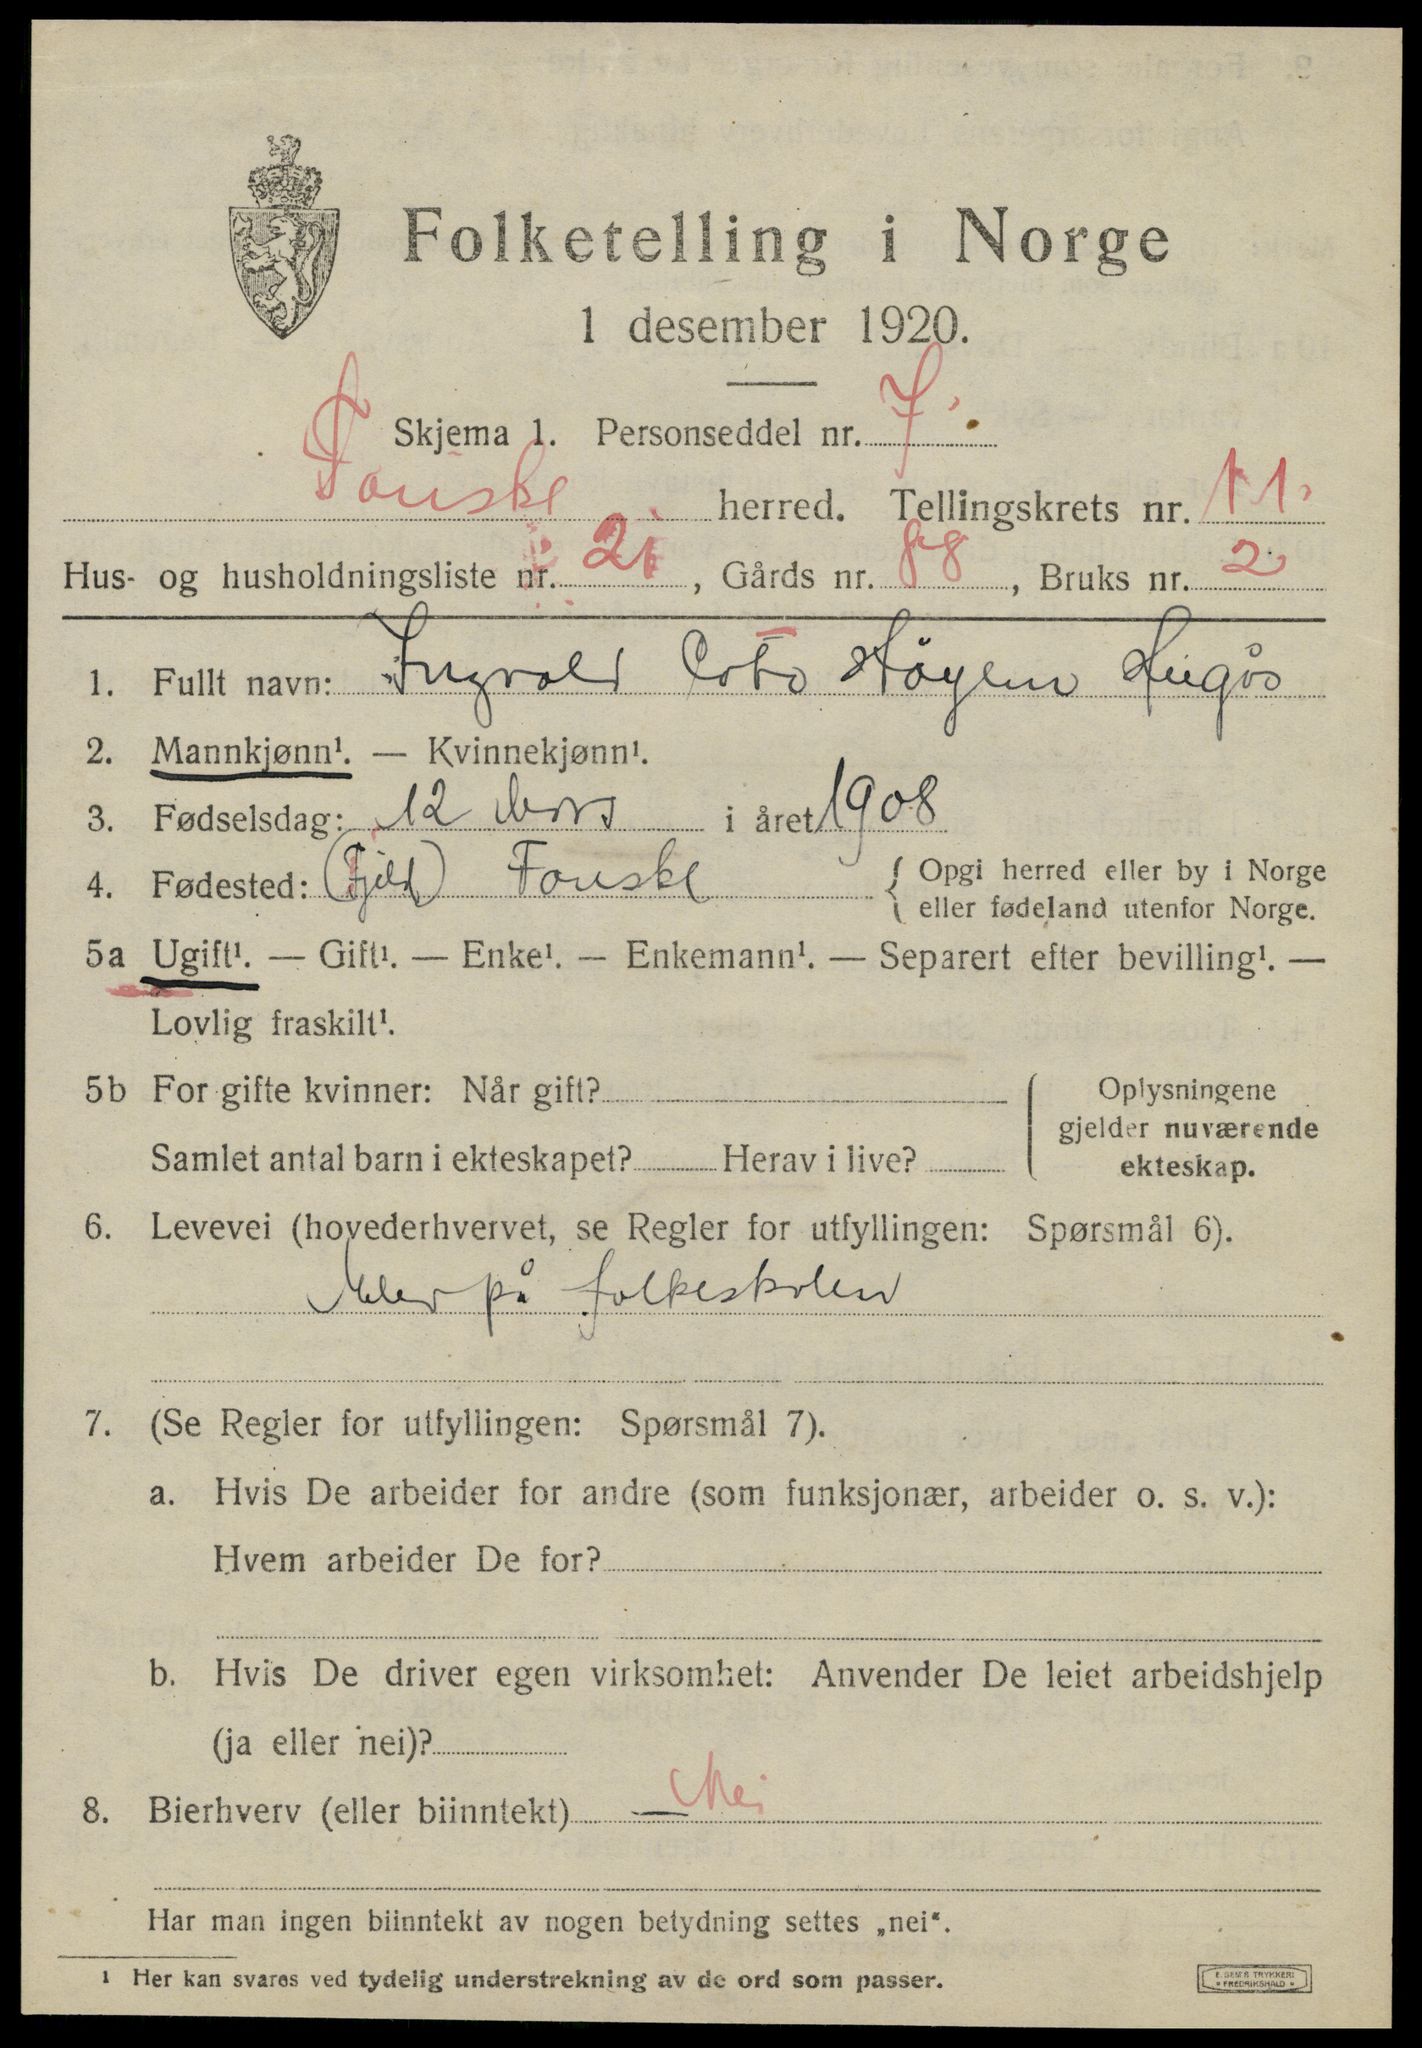 Folketelling i Norge
1 desember 1920.
Skjema 1. Personseddel nr. 7
Fauske herred. Tellingskrets nr. 11.
Hus- og husholdningsliste nr. 2, Gårds nr. 88, Bruks nr. 2
1. Fullt navn: Ingvald Otto
2. Mannkjønn¹. — Kvinnekjønn¹.
3. Fødselsdag: 12 Mars i året 1908
4. Fødested: (Fjeld) Fauske { Opgi herred eller by i Norge
eller fødeland utenfor Norge.
5a Ugift¹. — Gift¹. — Enke¹. — Enkemann¹. — Separert efter bevilling¹. —
Lovlig fraskilt¹.
5b For gifte kvinner: Når gift?
Samlet antal barn i ekteskapet? Herav i live?
Oplysningene
gjelder nuværende
ekteskap.
6. Levevei (hovederhvervet, se Regler for utfyllingen: Spørsmål 6).
Elev på folkeskolen
7. (Se Regler for utfyllingen: Spørsmål 7).
a. Hvis De arbeider for andre (som funksjonær, arbeider o. s. v.):
Hvem arbeider De for?
b. Hvis De driver egen virksomhet: Anvender De leiet arbeidshjelp
(ja eller nei)?
8. Bierhverv (eller biinntekt) — Nei
Har man ingen biinntekt av nogen betydning settes „nei“.
1 Her kan svares ved tydelig understrekning av de ord som passer.
E. SEM'S TRYKKERI
* FREDRIKSHALD *